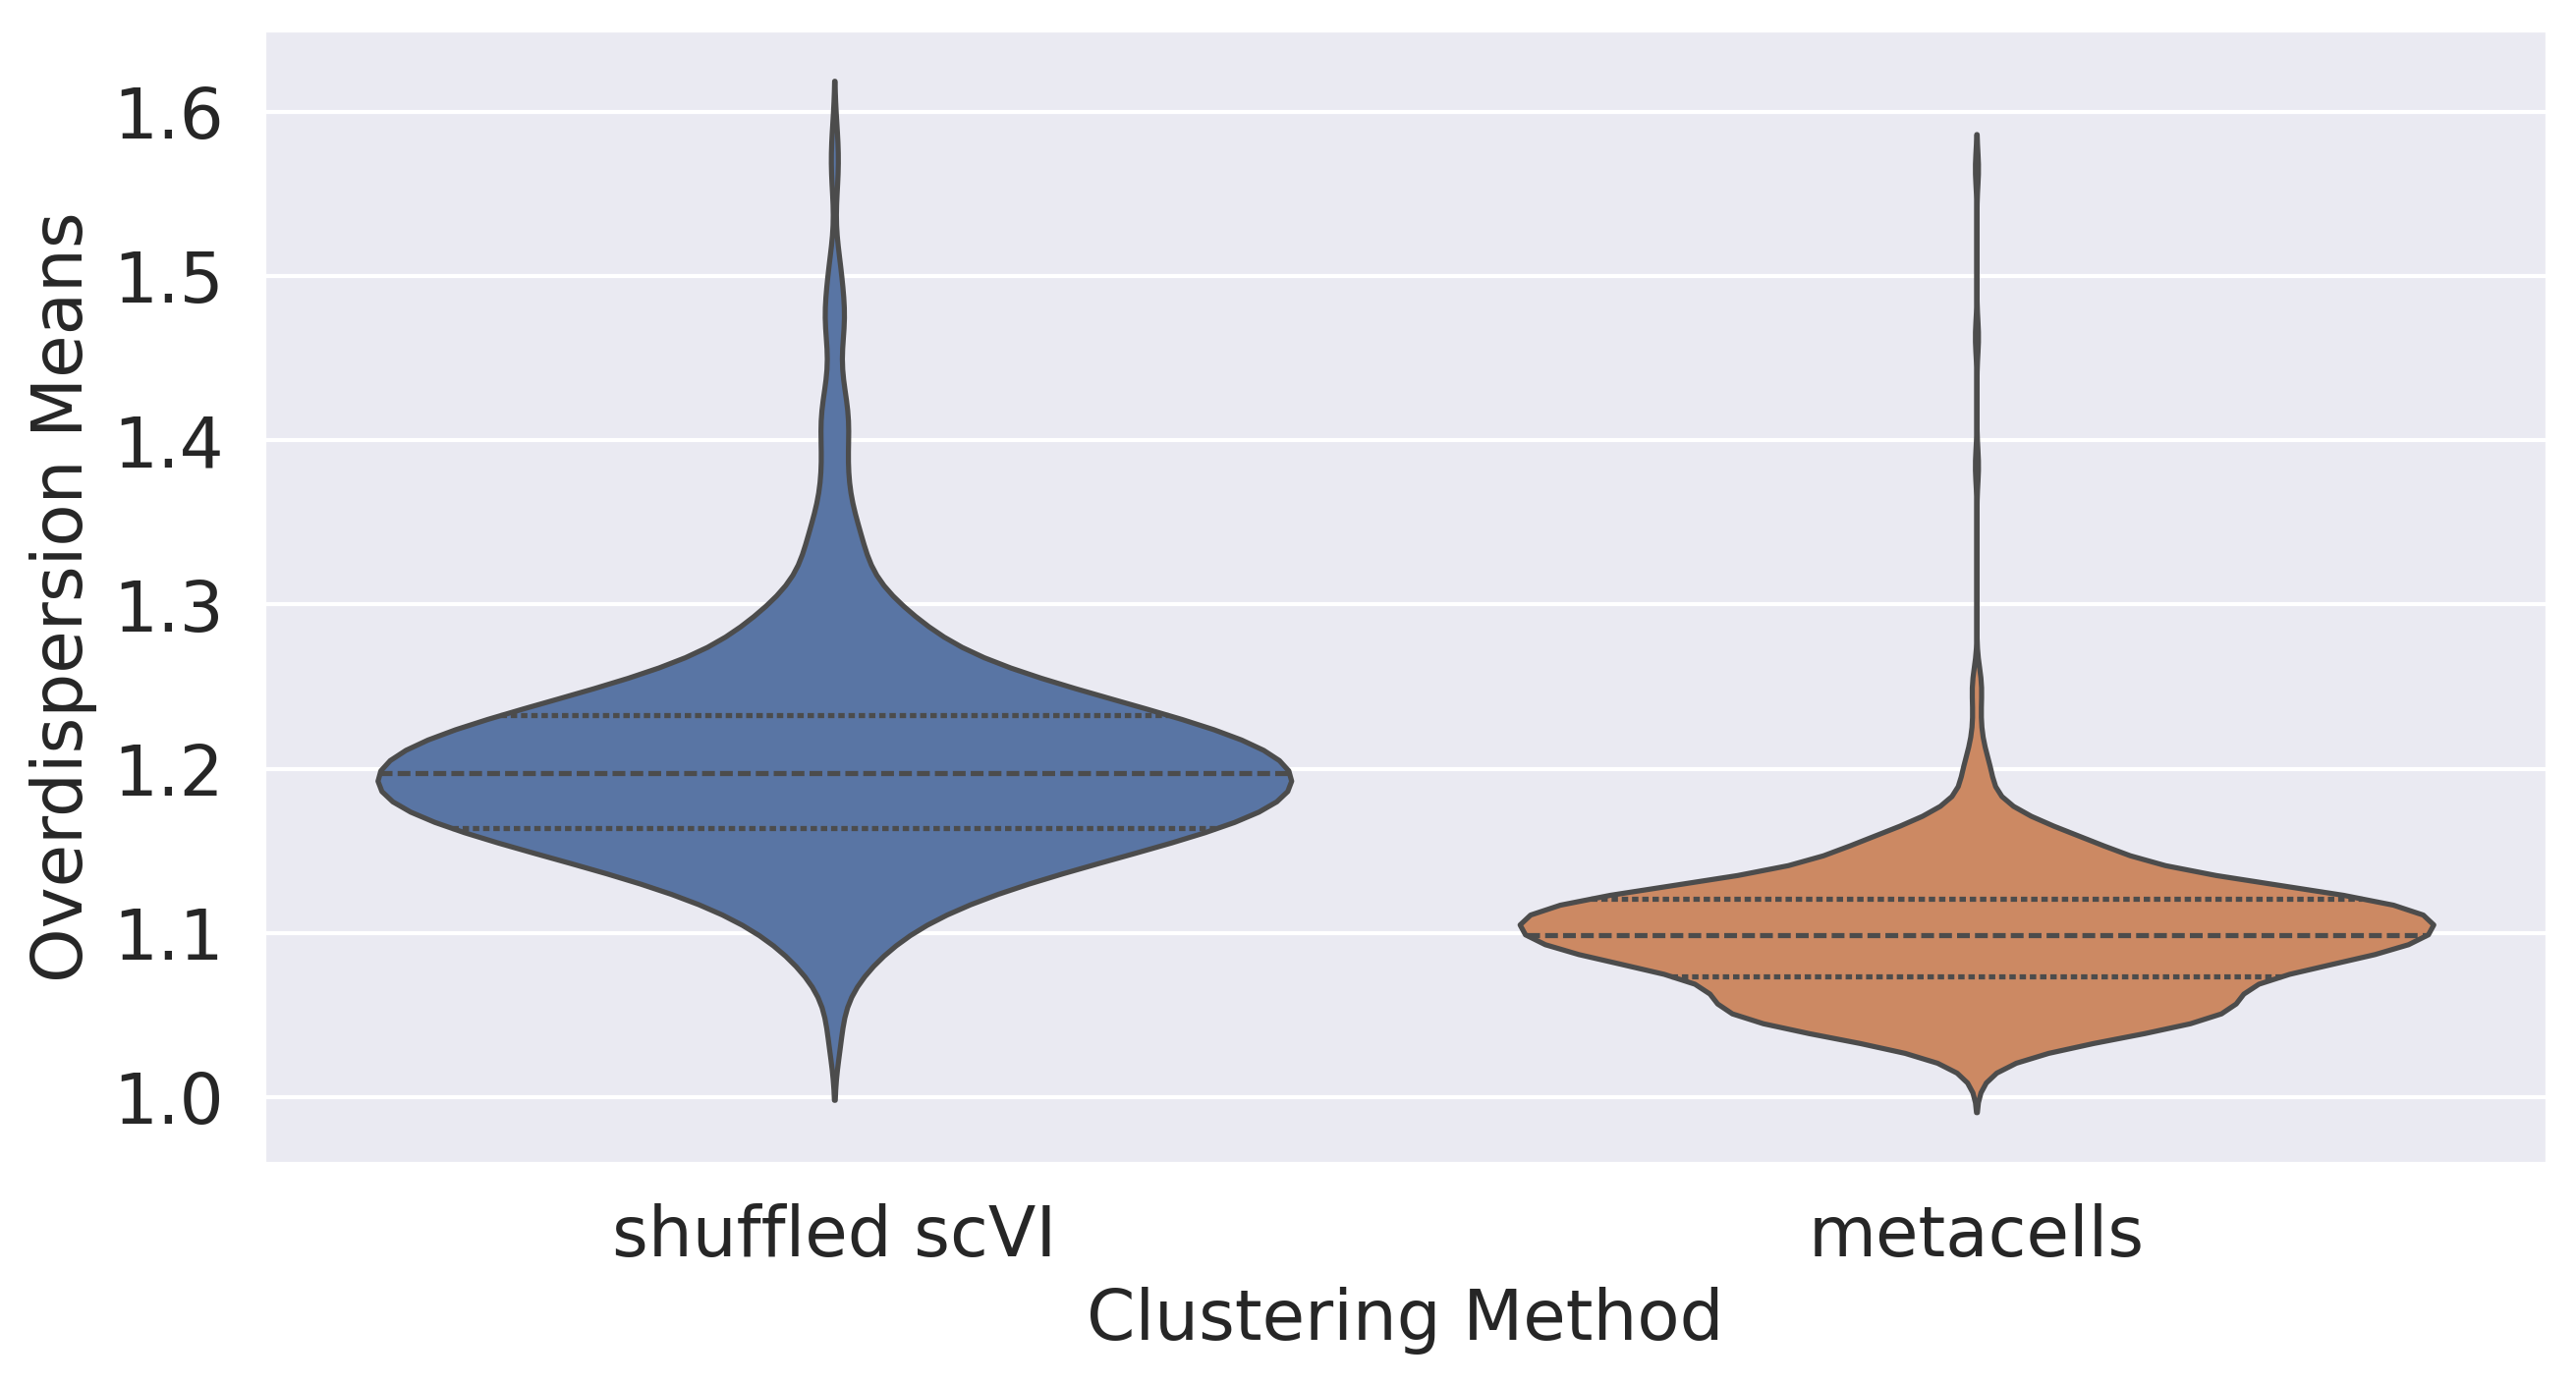 Overdispersion Means
1.6
1.5
1.4
1.3
1.2
1.1
1.0
shuffled scVI
metacells
Clustering Method